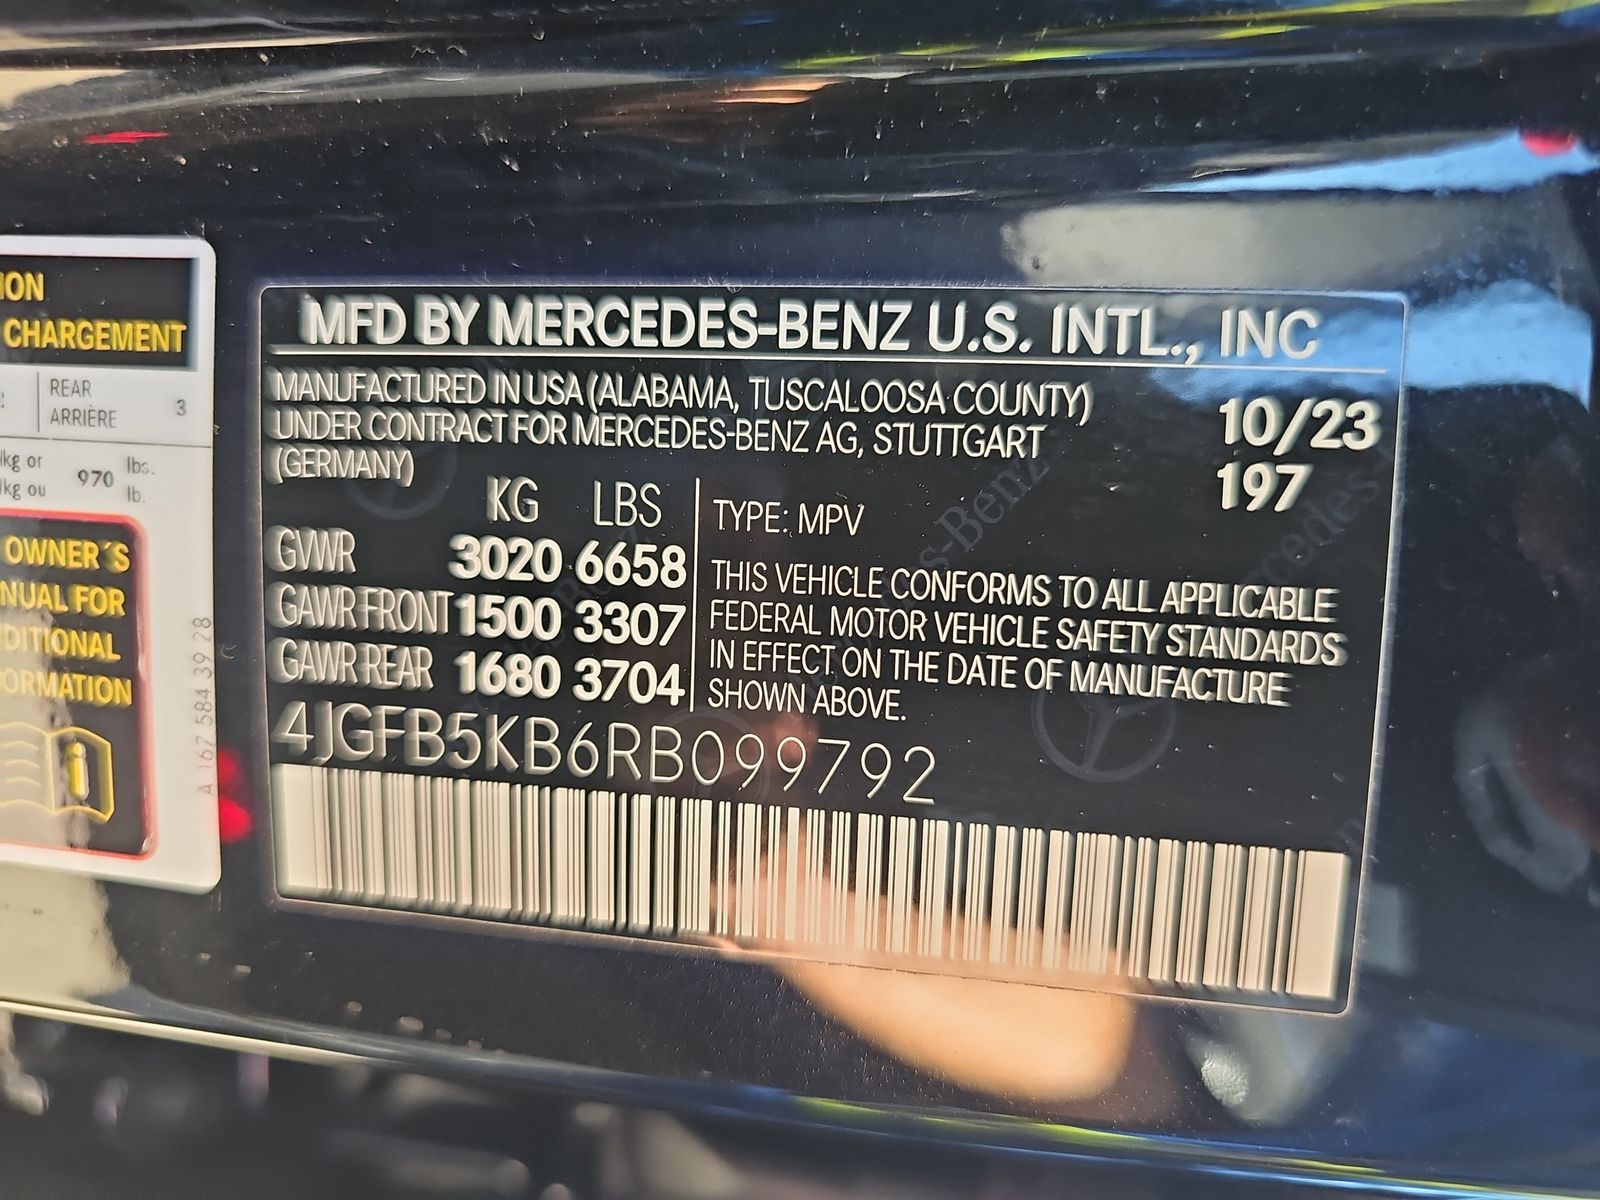 ION
CHARGEMENT
REAR
ARRIÈRE 3
kg or
kg ou 970 lbs.
lb.
OWNER´S
NUAL FOR
DITIONAL
ORMATION
i
A 167 584 39 28
MFD BY MERCEDES-BENZ U.S. INTL., INC
MANUFACTURED IN USA (ALABAMA, TUSCALOOSA COUNTY)
UNDER CONTRACT FOR MERCEDES-BENZ AG, STUTTGART
(GERMANY)
10/23
197
KG LBS
GVWR 3020 6658
GAWR FRONT 1500 3307
GAWR REAR 1680 3704
TYPE: MPV
THIS VEHICLE CONFORMS TO ALL APPLICABLE
FEDERAL MOTOR VEHICLE SAFETY STANDARDS
IN EFFECT ON THE DATE OF MANUFACTURE
SHOWN ABOVE.
4JGFB5KB6RB099792